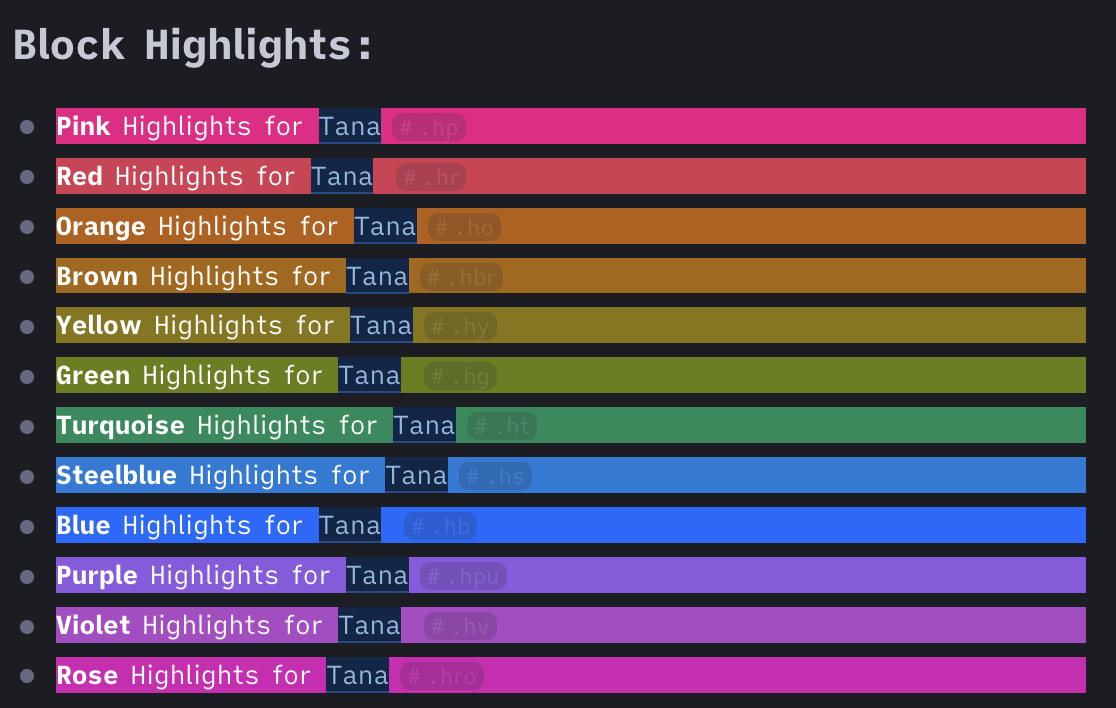 Block Highlights:
Pink Highlights for Tana # .hp
Red Highlights for Tana # .hr
Orange Highlights for Tana # .ho
Brown Highlights for Tana # .hbr
Yellow Highlights for Tana # .hy
Green Highlights for Tana # .hg
Turquoise Highlights for Tana # .ht
Steelblue Highlights for Tana # .hs
Blue Highlights for Tana # .hb
Purple Highlights for Tana # .hpu
Violet Highlights for Tana # .hv
Rose Highlights for Tana # .hro